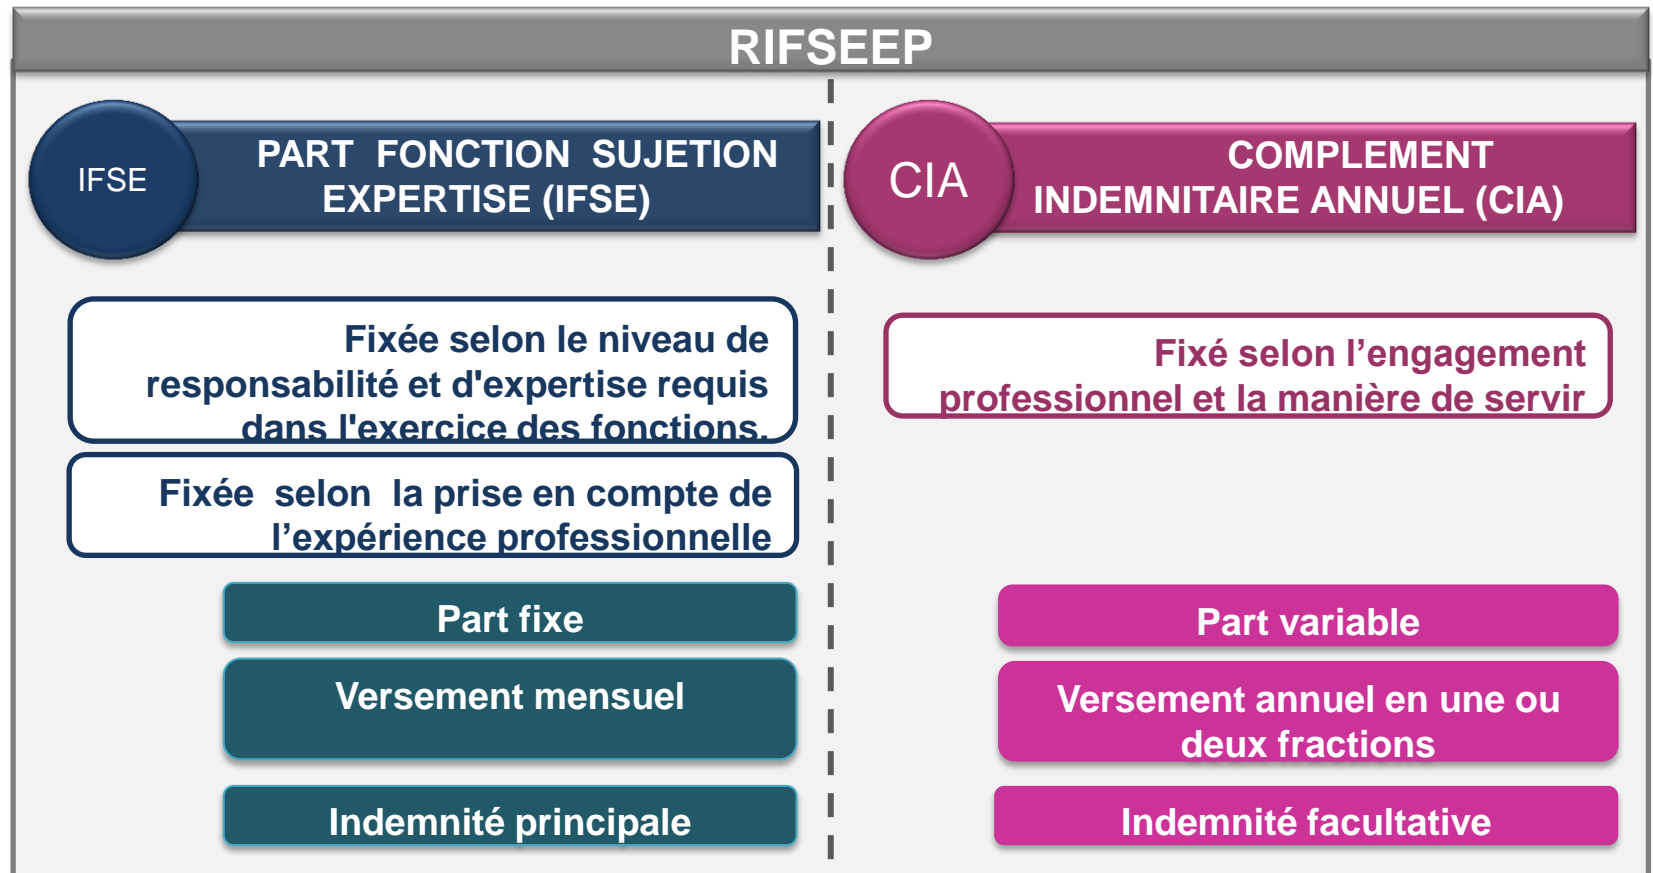 RIFSEEP
IFSE
PART FONCTION SUJETION
EXPERTISE (IFSE)
Fixée selon le niveau de
responsabilité et d'expertise requis
dans l'exercice des fonctions.
Fixée selon la prise en compte de
l’expérience professionnelle
Part fixe
Versement mensuel
Indemnité principale
CIA
COMPLEMENT
INDEMNITAIRE ANNUEL (CIA)
Fixé selon l’engagement
professionnel et la manière de servir
Part variable
Versement annuel en une ou
deux fractions
Indemnité facultative